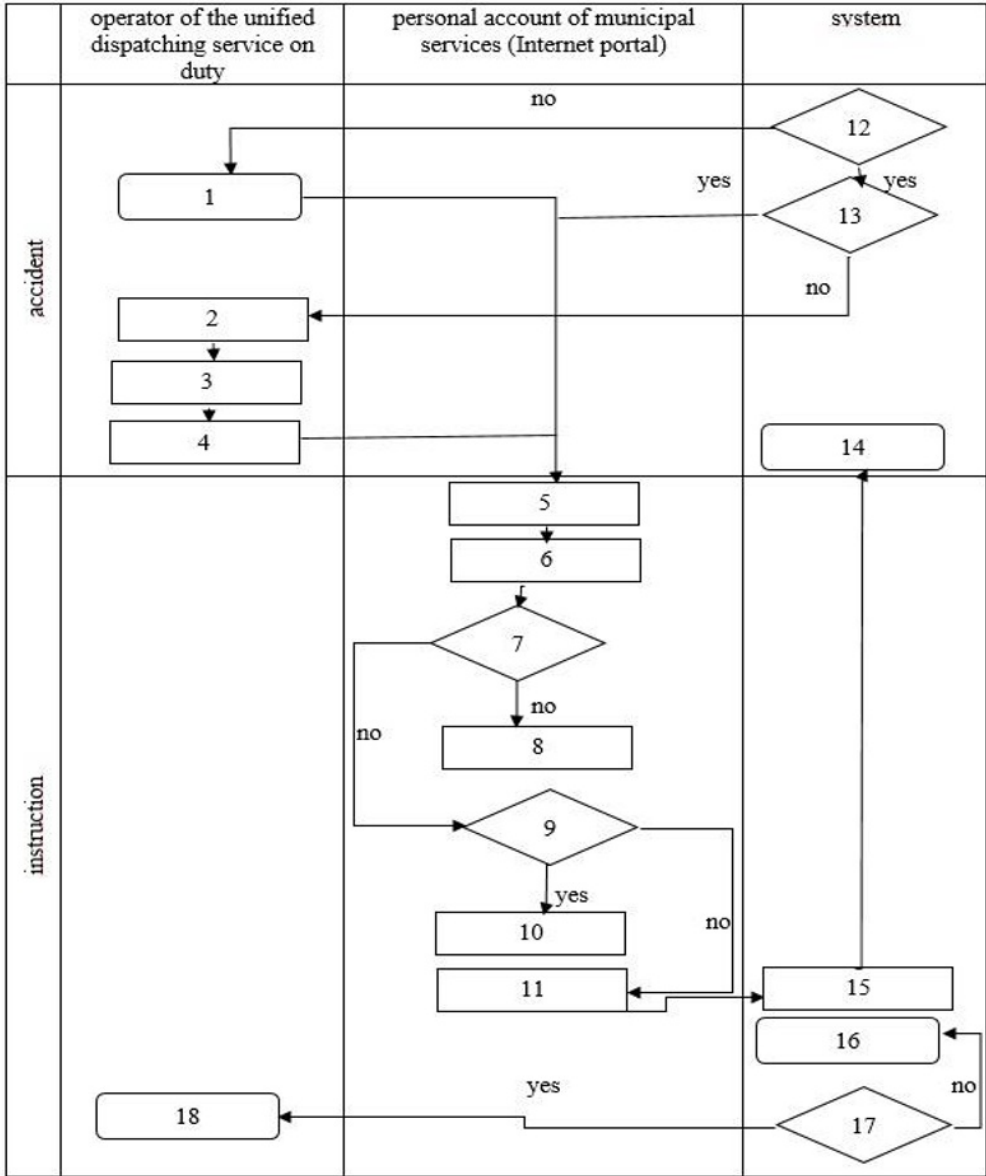 operator of the unified
dispatching service on
duty
personal account of municipal
services (Internet portal)
system
accident
no
12
yes
yes
1
13
no
2
3
4
14
instruction
5
6
7
no
no
8
9
yes
no
10
11
15
16
yes
no
18
17